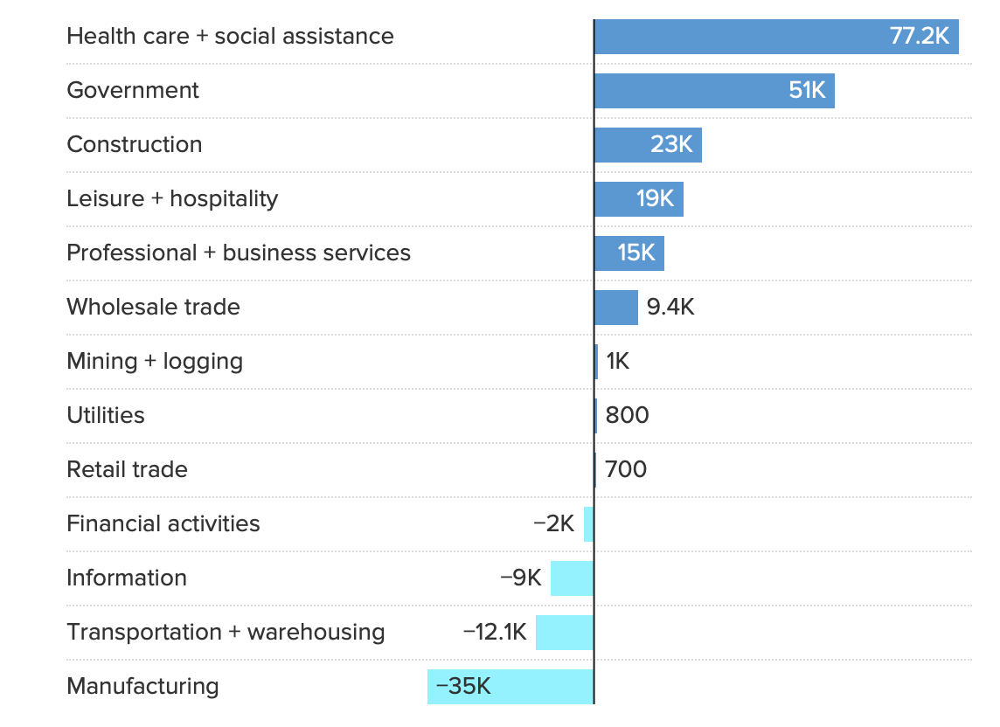 Health care + social assistance 77.2K
Government 51K
Construction 23K
Leisure + hospitality 19K
Professional + business services 15K
Wholesale trade 9.4K
Mining + logging 1K
Utilities 800
Retail trade 700
Financial activities −2K
Information −9K
Transportation + warehousing −12.1K
Manufacturing −35K